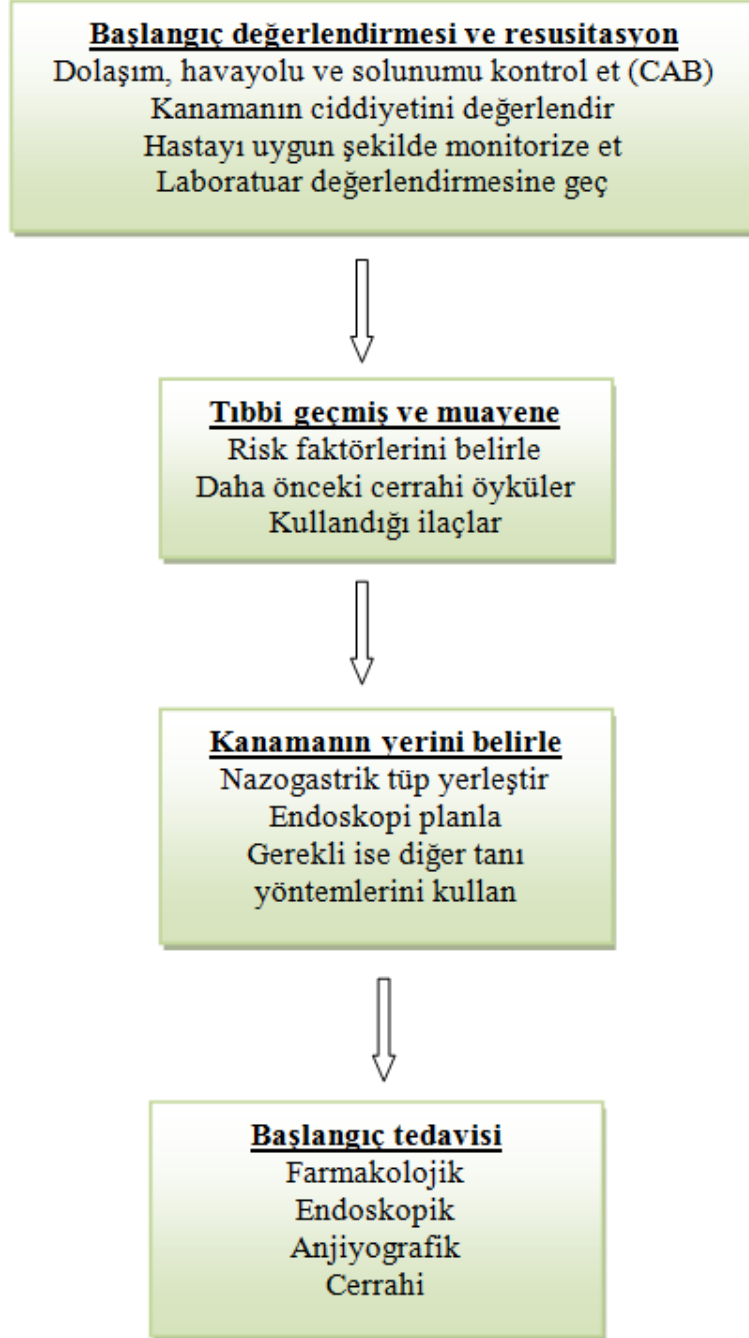 Başlangıç değerlendirmesi ve resusitasyon
Dolaşım, havayolu ve solunumu kontrol et (CAB)
Kanamanın ciddiyetini değerlendir
Hastayı uygun şekilde monitorize et
Laboratuar değerlendirmesine geç
Tıbbi geçmiş ve muayene
Risk faktörlerini belirle
Daha önceki cerrahi öyküler
Kullandığı ilaçlar
Kanamanın yerini belirle
Nazogastrik tüp yerleştir
Endoskopi planla
Gerekli ise diğer tanı
yöntemlerini kullan
Başlangıç tedavisi
Farmakolojik
Endoskopik
Anjiyografik
Cerrahi